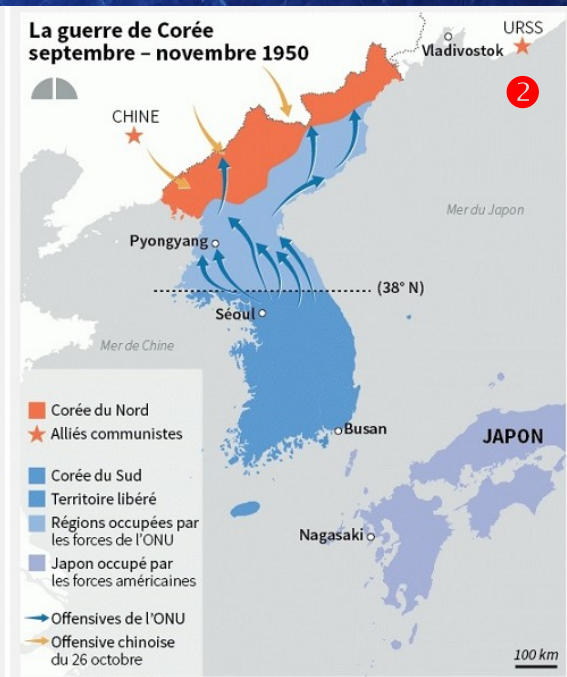 La guerre de Corée
septembre – novembre 1950
URSS
Vladivostok
2
CHINE
Mer du Japon
Pyongyang
(38° N)
Séoul
Mer de Chine
Busan
JAPON
Nagasaki
Corée du Nord
Alliés communistes
Corée du Sud
Territoire libéré
Régions occupées par
les forces de l'ONU
Japon occupé par
les forces américaines
Offensives de l'ONU
Offensive chinoise
du 26 octobre
100 km